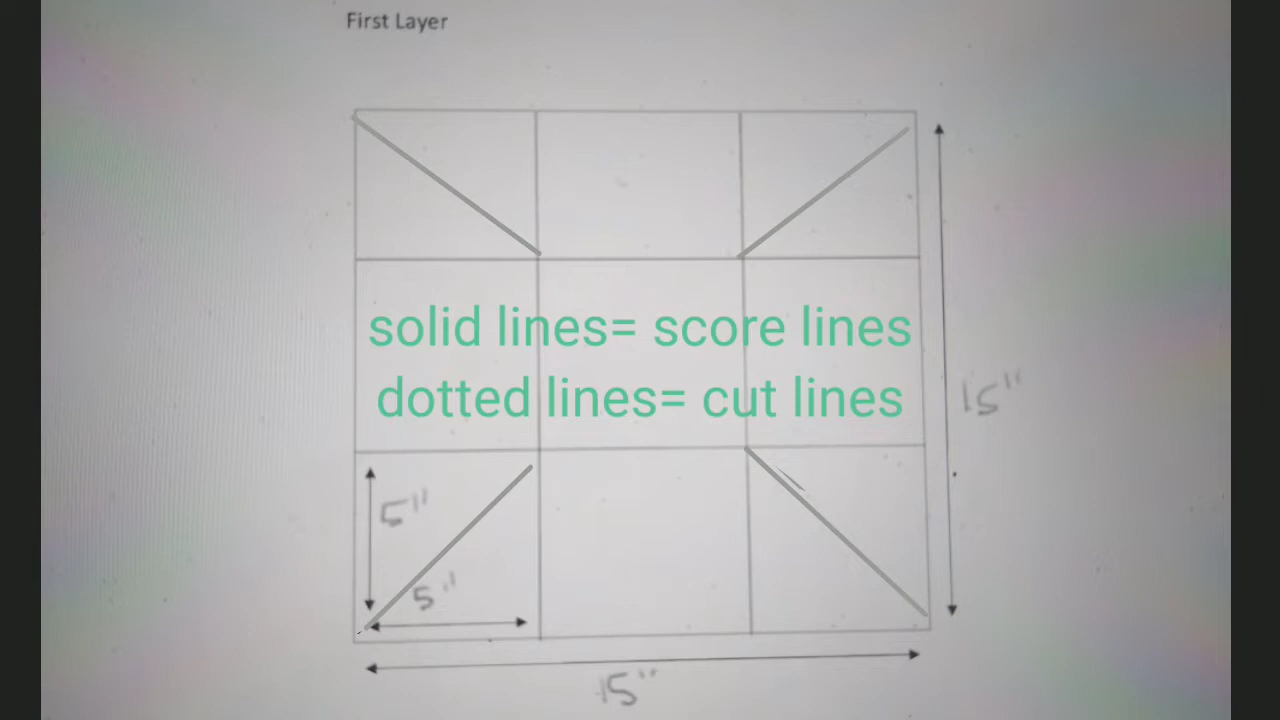 First Layer
solid lines= score lines
dotted lines= cut lines
15"
5"
5"
15"